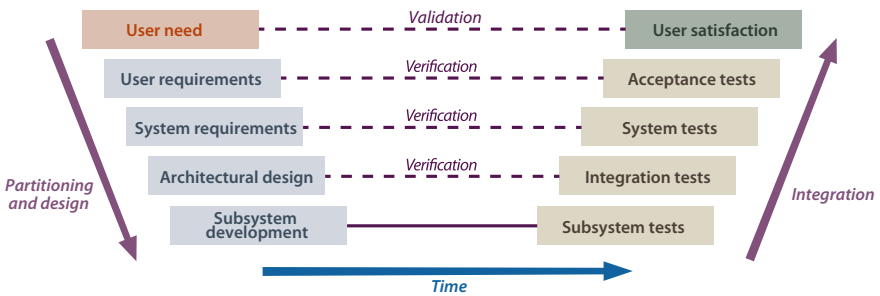 User need
Validation
User satisfaction
User requirements
Verification
Acceptance tests
System requirements
Verification
System tests
Architectural design
Verification
Integration tests
Partitioning
and design
Integration
Subsystem
development
Subsystem tests
Time